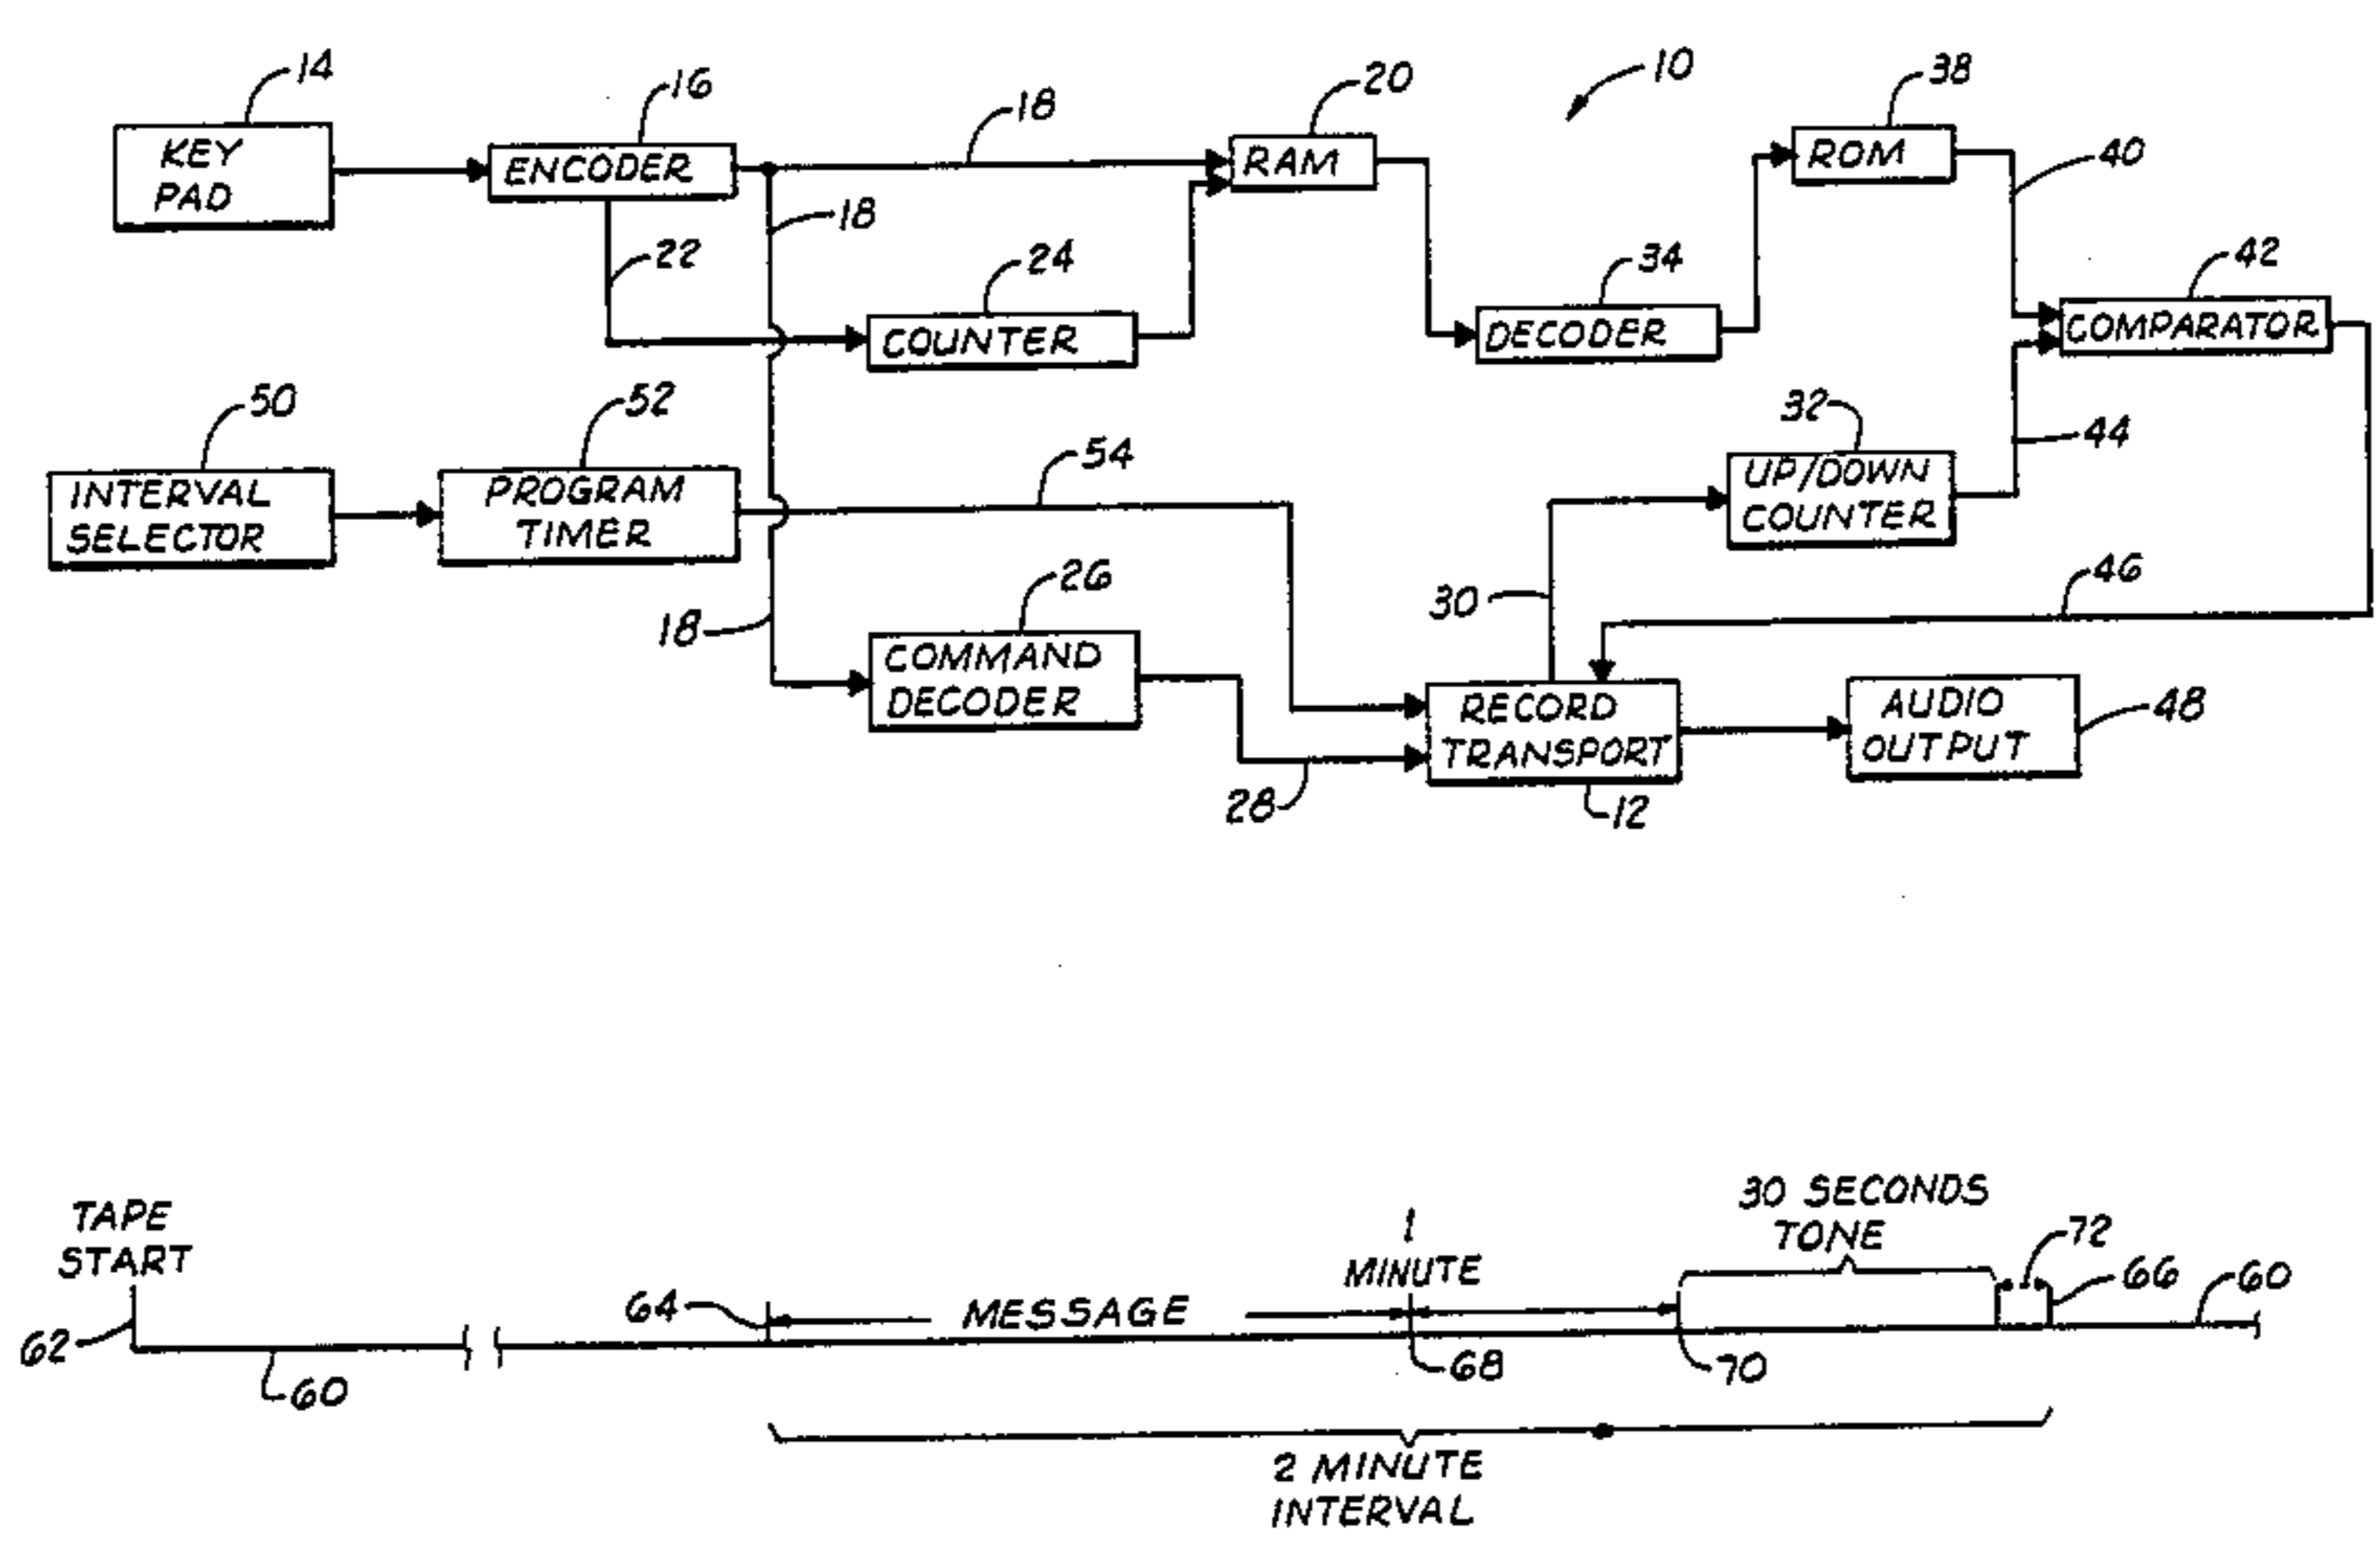 14
16
18
20
10
38
KEY
PAD
ENCODER
RAM
ROM
40
18
22
24
34
42
COUNTER
DECODER
COMPARATOR
50
52
54
32
44
INTERVAL
SELECTOR
PROGRAM
TIMER
UP/DOWN
COUNTER
18
26
30
46
COMMAND
DECODER
RECORD
TRANSPORT
AUDIO
OUTPUT
48
28
12
TAPE
START
62
60
64
MESSAGE
1
MINUTE
68
70
30 SECONDS
TONE
72
66
60
2 MINUTE
INTERVAL